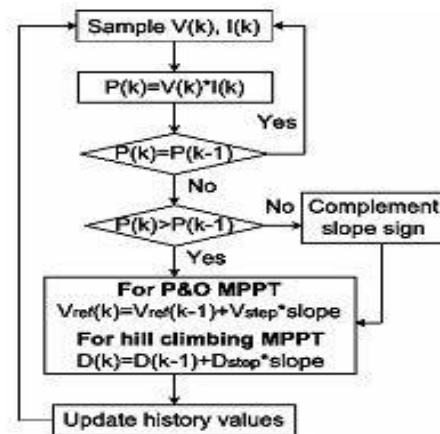 Sample V(k), I(k)
P(k)=V(k)*I(k)
Yes
P(k)=P(k-1)
No
P(k)>P(k-1)
No
Complement
slope sign
Yes
For P&O MPPT
Vref(k)=Vref(k-1)+Vstep*slope
For hill climbing MPPT
D(k)=D(k-1)+Dstep*slope
Update history values